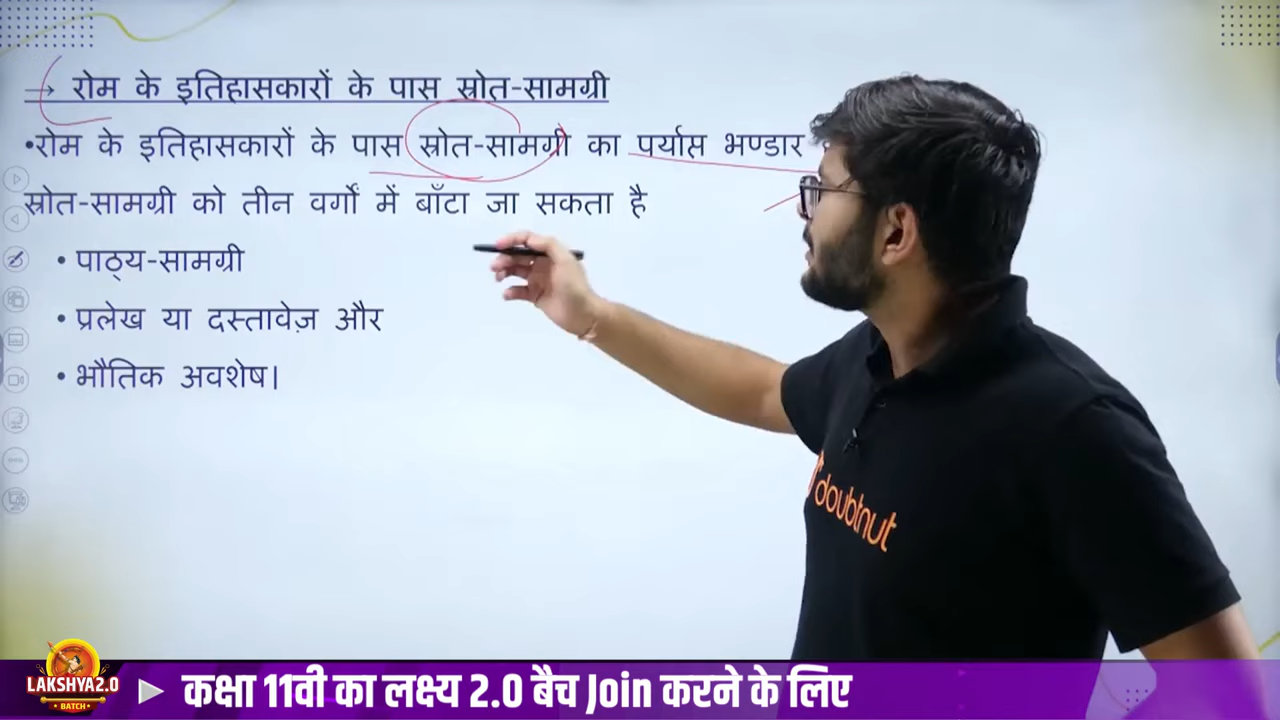 → रोम के इतिहासकारों के पास स्रोत-सामग्री
•रोम के इतिहासकारों के पास स्रोत-सामग्री का पर्याप्त भण्डार
स्रोत-सामग्री को तीन वर्गों में बाँटा जा सकता है
• पाठ्य-सामग्री
• प्रलेख या दस्तावेज़ और
• भौतिक अवशेष।
doubtnut
LAKSHYA2.0
BATCH
कक्षा 11वी का लक्ष्य 2.0 बैच Join करने के लिए